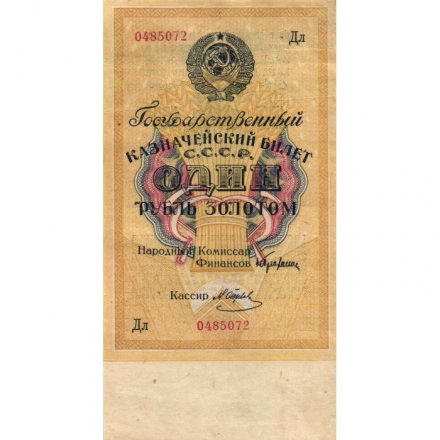 0485072 Дл
Государственный
КАЗНАЧЕЙСКИЙ БИЛЕТ
С.С.С.Р.
ОДИН
РУБЛЬ ЗОЛОТОМ
Народный Комиссар
Финансов
Кассир
Дл 0485072